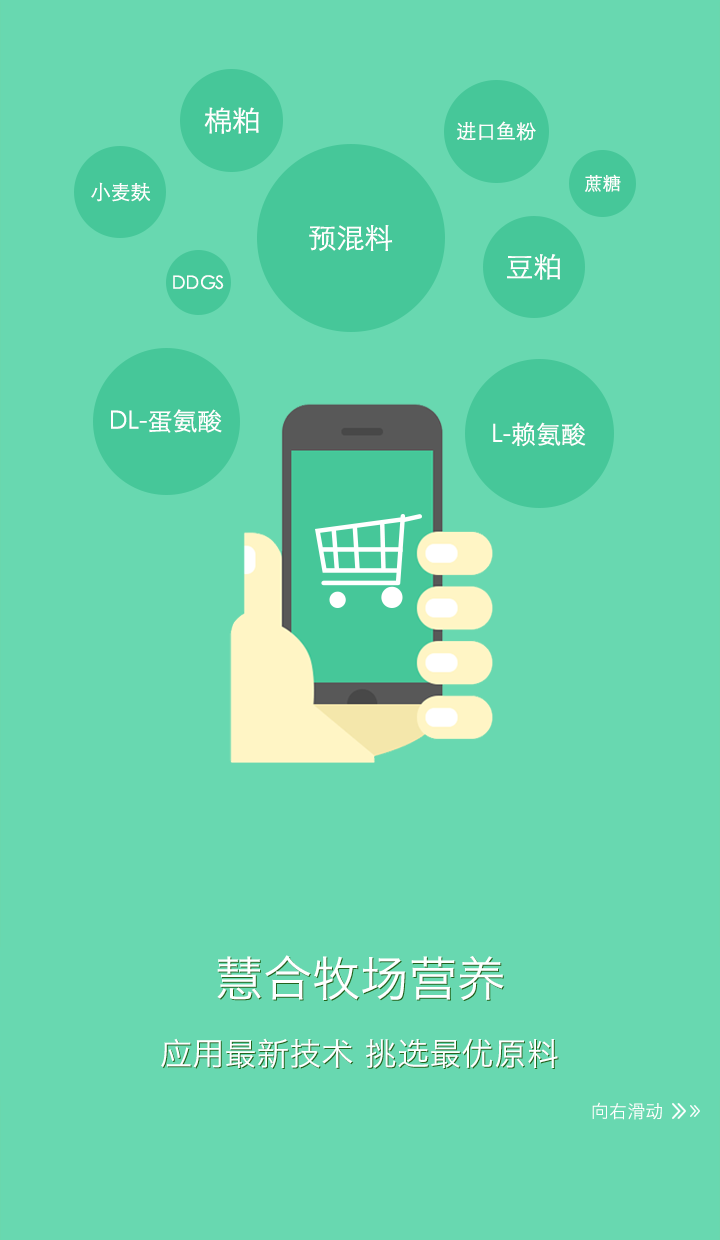 棉粕
进口鱼粉
小麦麸
蔗糖
预混料
豆粕
DDGS
DL-蛋氨酸
L-赖氨酸
慧合牧场营养
应用最新技术 挑选最优原料
向右滑动